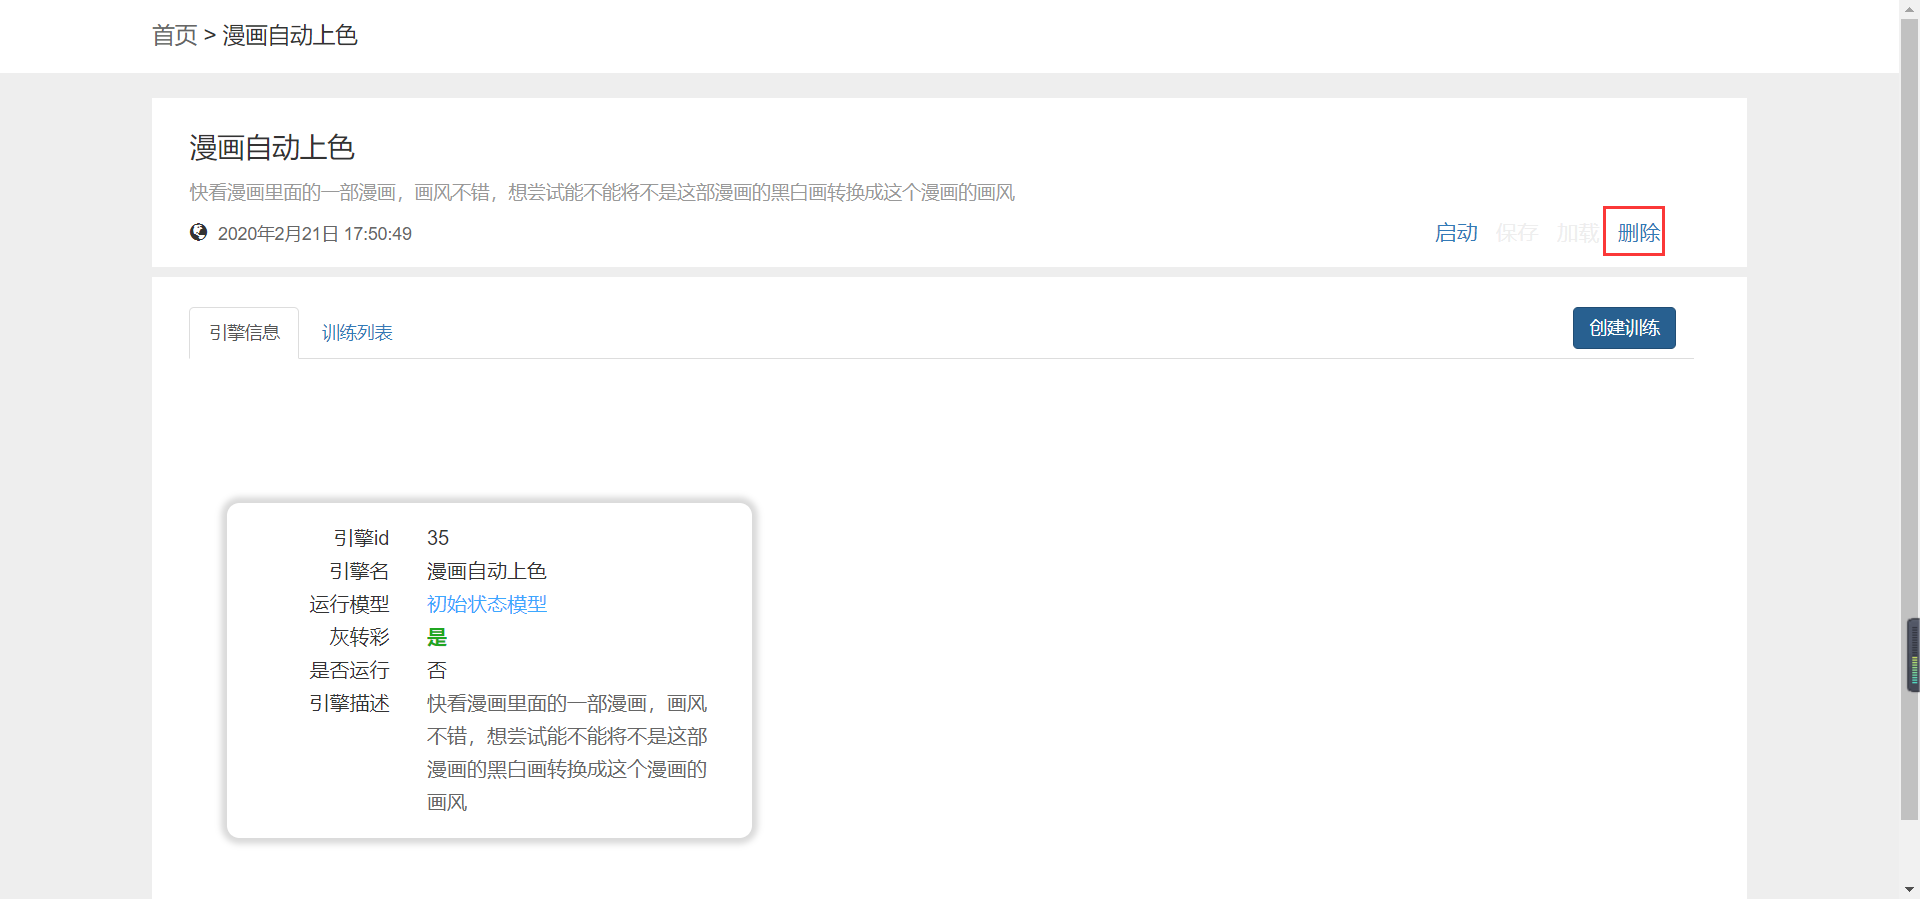 首页 > 漫画自动上色
漫画自动上色
快看漫画里面的一部漫画，画风不错，想尝试能不能将不是这部漫画的黑白画转换成这个漫画的画风
2020年2月21日 17:50:49
启动 保存 加载 删除
引擎信息 训练列表 创建训练
引擎id 35
引擎名 漫画自动上色
运行模型 初始状态模型
灰转彩 是
是否运行 否
引擎描述 快看漫画里面的一部漫画，画风
不错，想尝试能不能将不是这部
漫画的黑白画转换成这个漫画的
画风